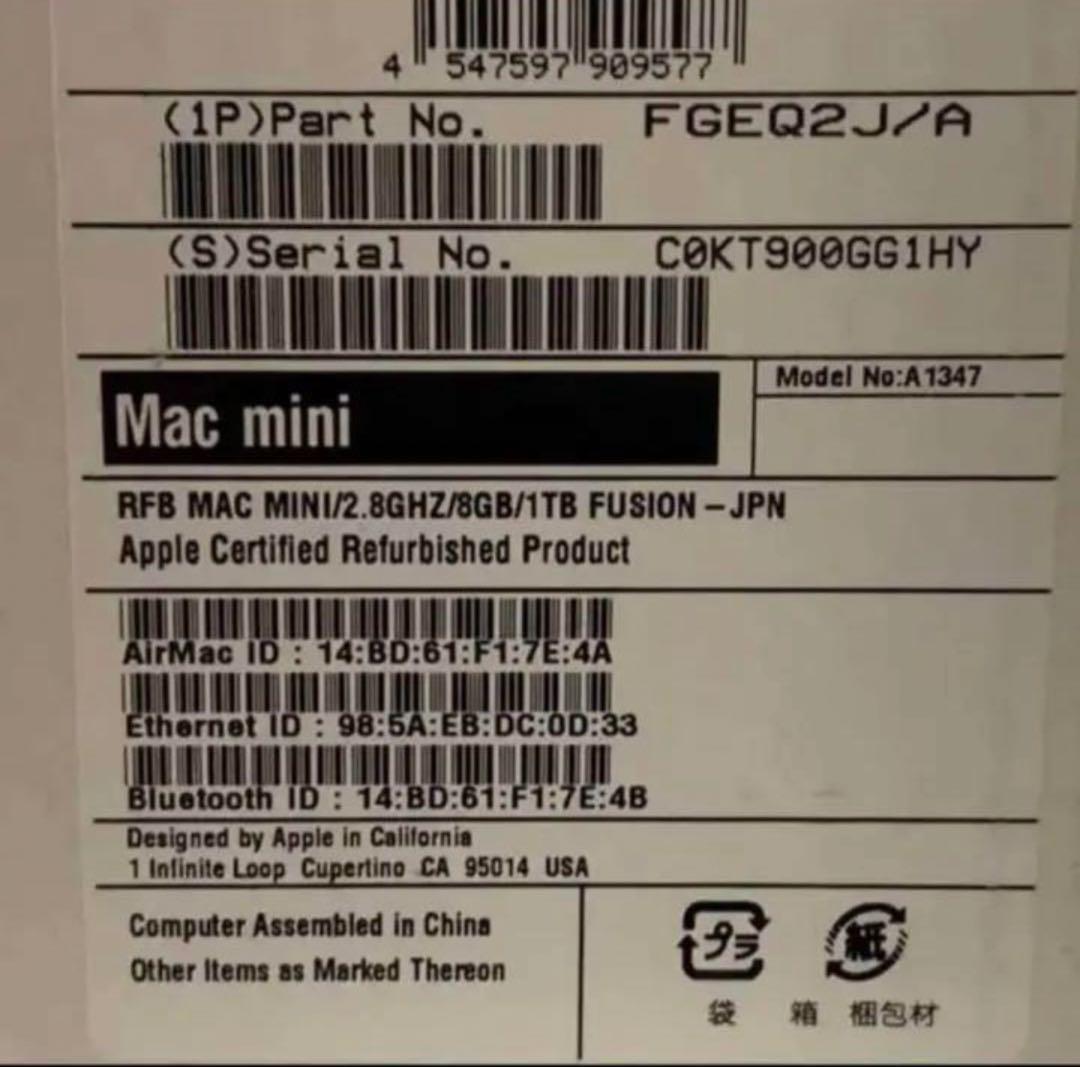 4 547597 909577
(1P)Part No. FGEQ2J/A
(S)Serial No. C0KT900GG1HY
Mac mini
Model No:A1347
RFB MAC MINI/2.8GHZ/8GB/1TB FUSION –JPN
Apple Certified Refurbished Product
AirMac ID : 14:BD:61:F1:7E:4A
Ethernet ID : 98:5A:EB:DC:0D:33
Bluetooth ID : 14:BD:61:F1:7E:4B
Designed by Apple in California
1 Infinite Loop Cupertino CA 95014 USA
Computer Assembled in China
Other Items as Marked Thereon
プラ 紙
袋 箱 梱包材